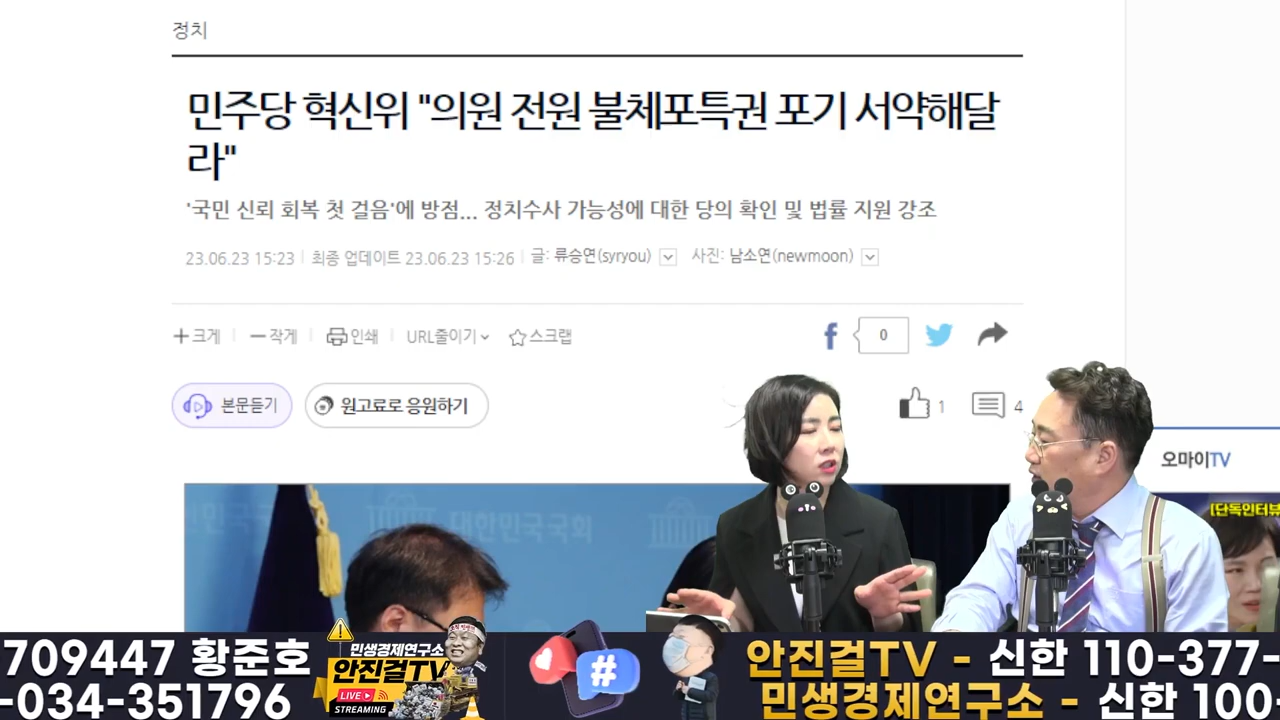 정치
민주당 혁신위 "의원 전원 불체포특권 포기 서약해달
라"
'국민 신뢰 회복 첫 걸음'에 방점... 정치수사 가능성에 대한 당의 확인 및 법률 지원 강조
23.06.23 15:23 최종 업데이트 23.06.23 15:26 글: 류승연(syryou) 사진: 남소연(newmoon)
+크게 —작게 인쇄 URL줄이기 스크랩
0
본문듣기 원고료로 응원하기
1 4
오마이TV
[단독인터뷰
대한민국국회
709447 황준호
-034-351796
민생경제연구소
안진걸TV
LIVE
STREAMING
#
안진걸TV - 신한 110-377-
민생경제연구소 - 신한 100-